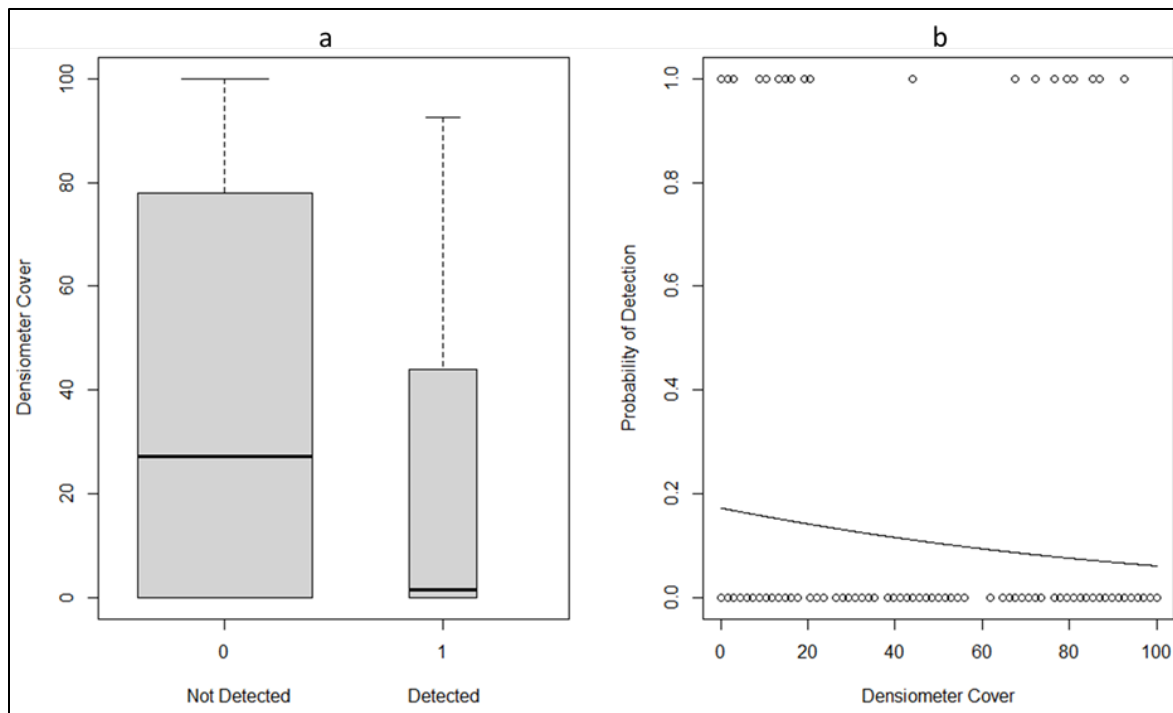 a
100
80
60
40
20
0
Densiometer Cover
0 1
Not Detected Detected
b
1.0
0.8
0.6
0.4
0.2
0.0
Probability of Detection
0 20 40 60 80 100
Densiometer Cover